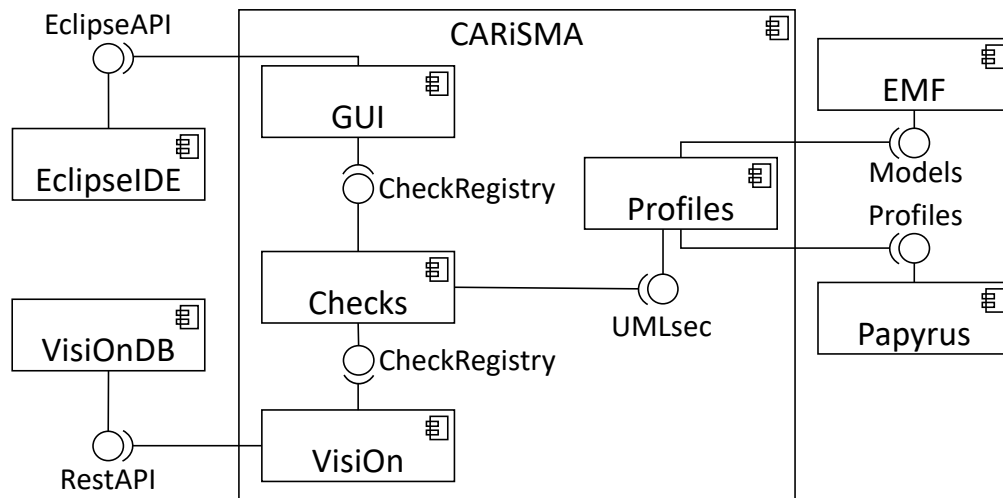 EclipseAPI
CARiSMA
GUI
EMF
EclipseIDE
CheckRegistry
Profiles
Models
Profiles
Checks
VisiOnDB
UMLsec
Papyrus
CheckRegistry
VisiOn
RestAPI